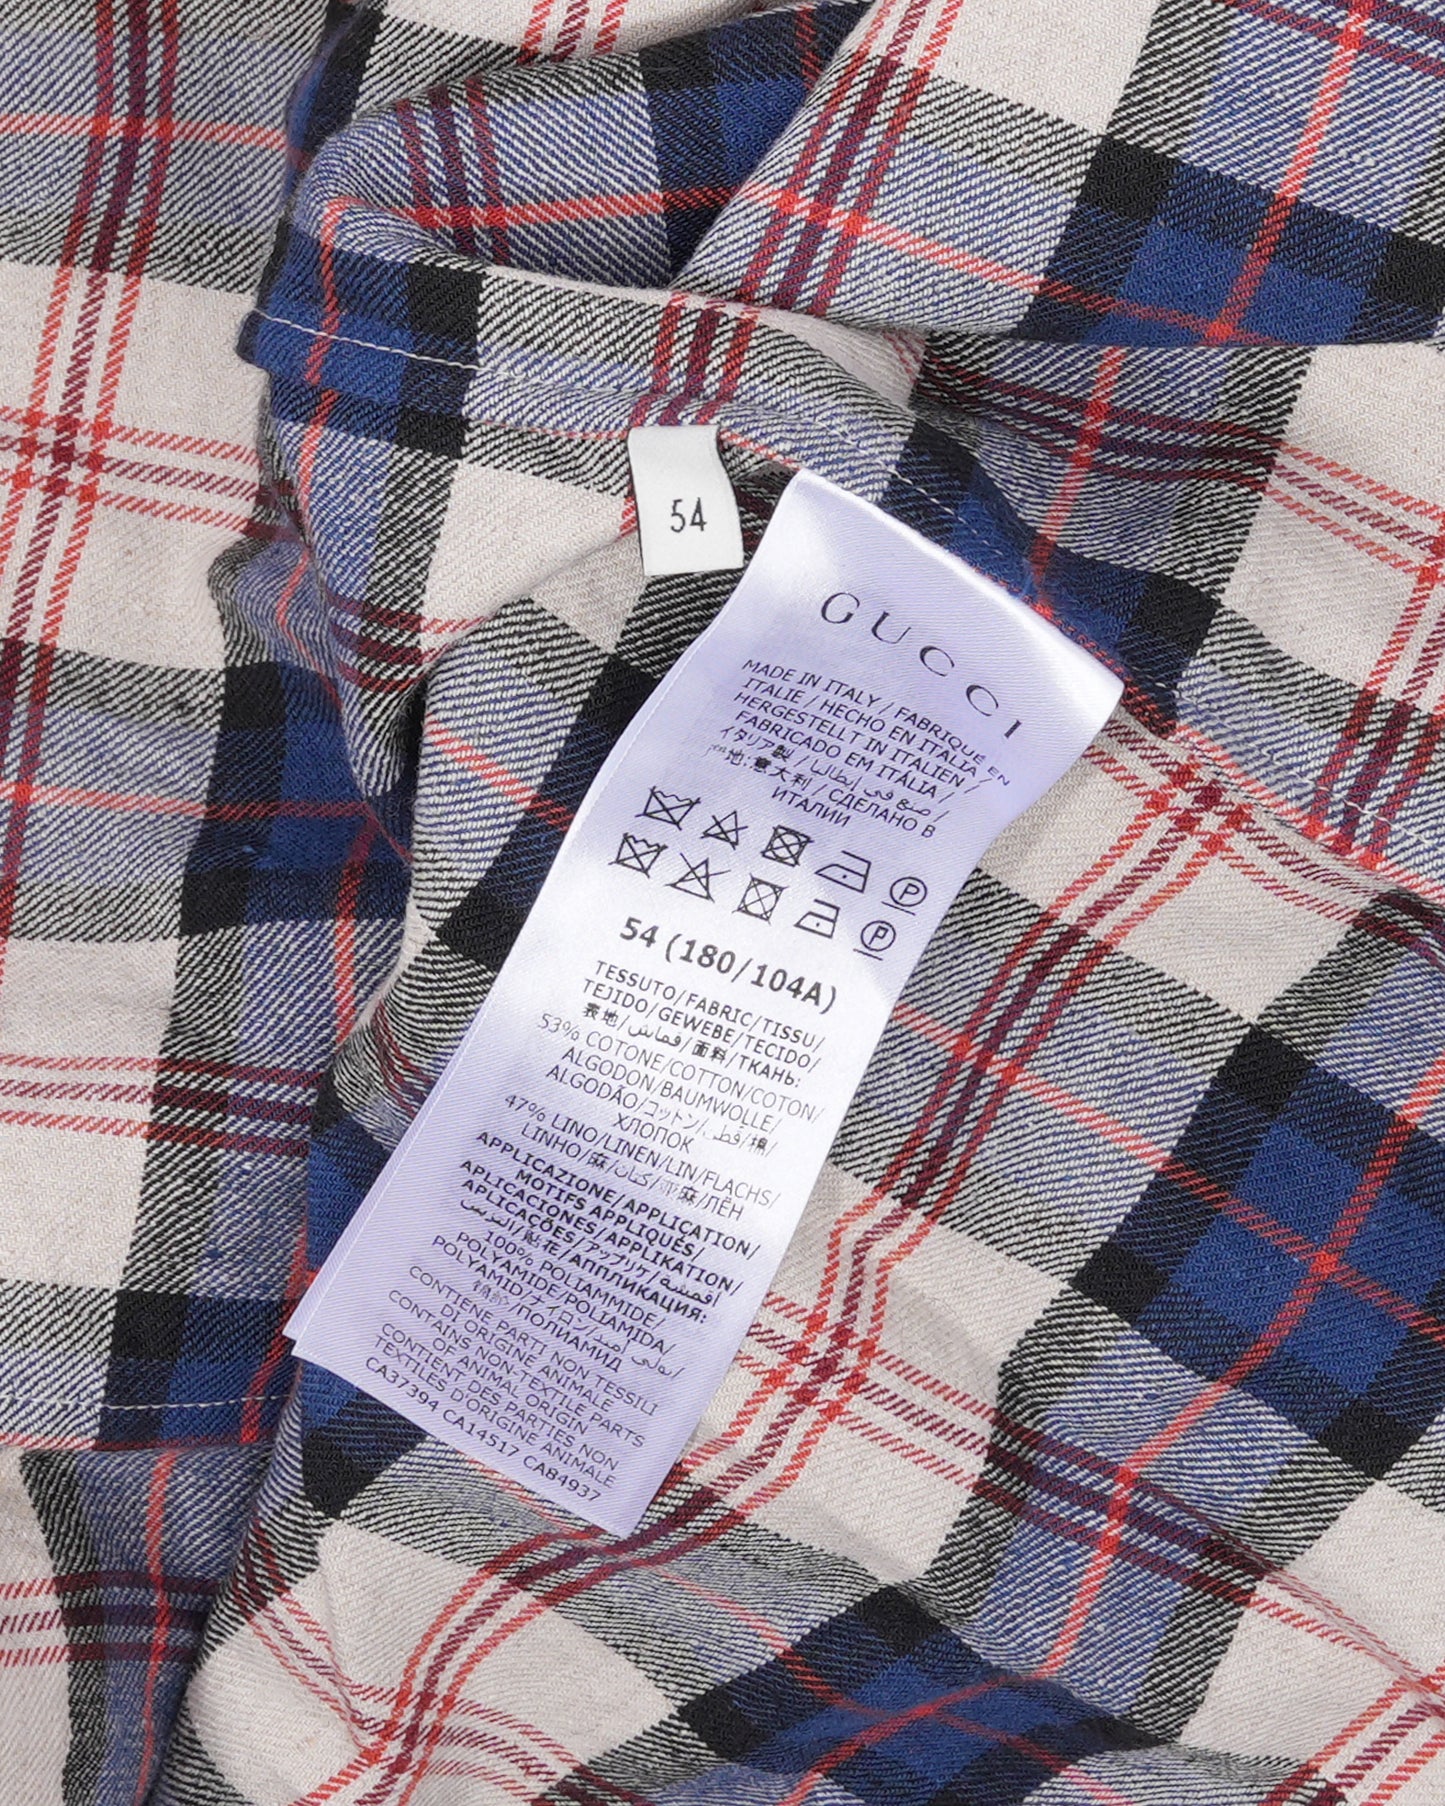 54
GUCCI
MADE IN ITALY / FABRIQUE EN
ITALIE / HECHO EN ITALIA /
HERGESTELLT IN ITALIEN /
FABRICADO EM ITÁLIA /
イタリア製 / صنع في إيطاليا /
地:意大利 / СДЕЛАНО В
ИТАЛИИ
P
P
54 (180/104A)
TESSUTO/FABRIC/TISSU/
TEJIDO/GEWEBE/TECIDO/
表地/قماش/面料/ТКАНЬ:
53% COTONE/COTTON/COTON/
ALGODON/BAUMWOLLE/
ALGODÃO/コットン/قطن/棉/
ХЛОПОК
47% LINO/LINEN/LIN/FLACHS/
LINHO/麻/كتان/亚麻/ЛЁН
APPLICAZIONE/APPLICATION/
MOTIFS APPLIQUÉS/
APLICACIONES/APPLIKATION/
APLICAÇÕES/アップリケ/أقمشة
التلبيس/贴花/АППЛИКАЦИЯ:
100% POLIAMMIDE/
POLYAMIDE/POLIAMIDA/
POLYAMID/ナイロン/بولي أميد/
/ПОЛИАМИД
CONTIENE PARTI NON TESSILI
DI ORIGINE ANIMALE
CONTAINS NON-TEXTILE PARTS
OF ANIMAL ORIGIN
CONTIENT DES PARTIES NON
TEXTILES D'ORIGINE ANIMALE
CA37394 CA14517 CA84937